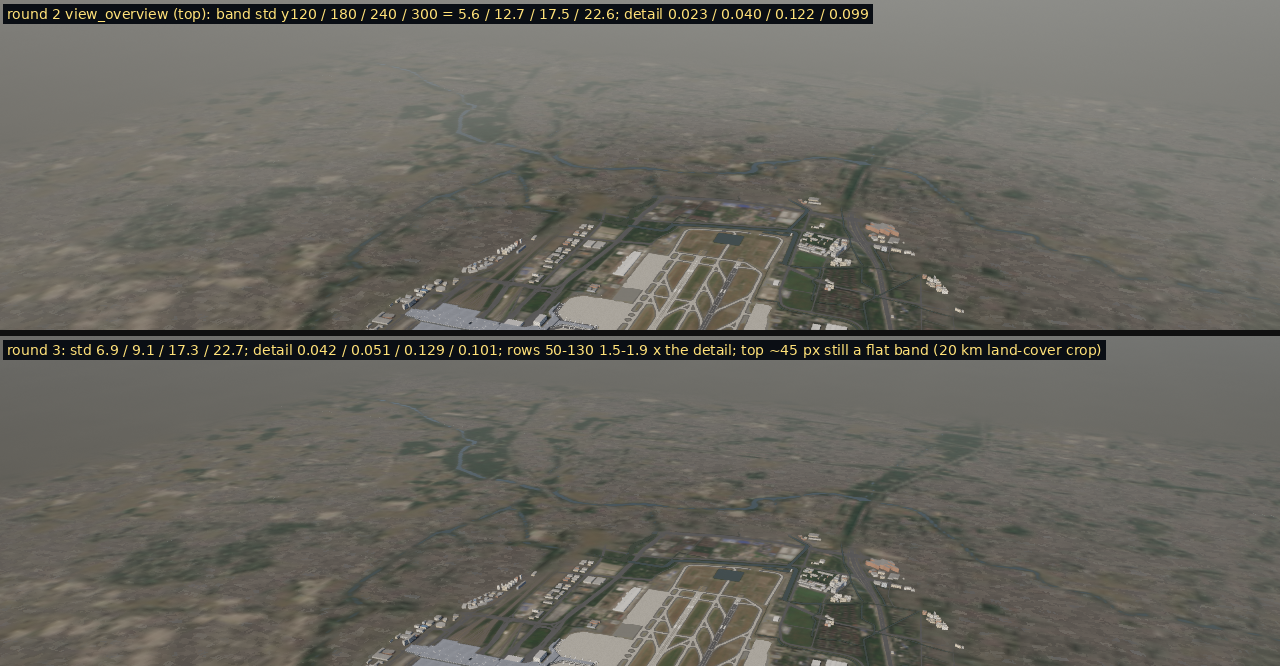 round 2 view_overview (top): band std y120 / 180 / 240 / 300 = 5.6 / 12.7 / 17.5 / 22.6; detail 0.023 / 0.040 / 0.122 / 0.099
round 3: std 6.9 / 9.1 / 17.3 / 22.7; detail 0.042 / 0.051 / 0.129 / 0.101; rows 50-130 1.5-1.9 x the detail; top ~45 px still a flat band (20 km land-cover crop)